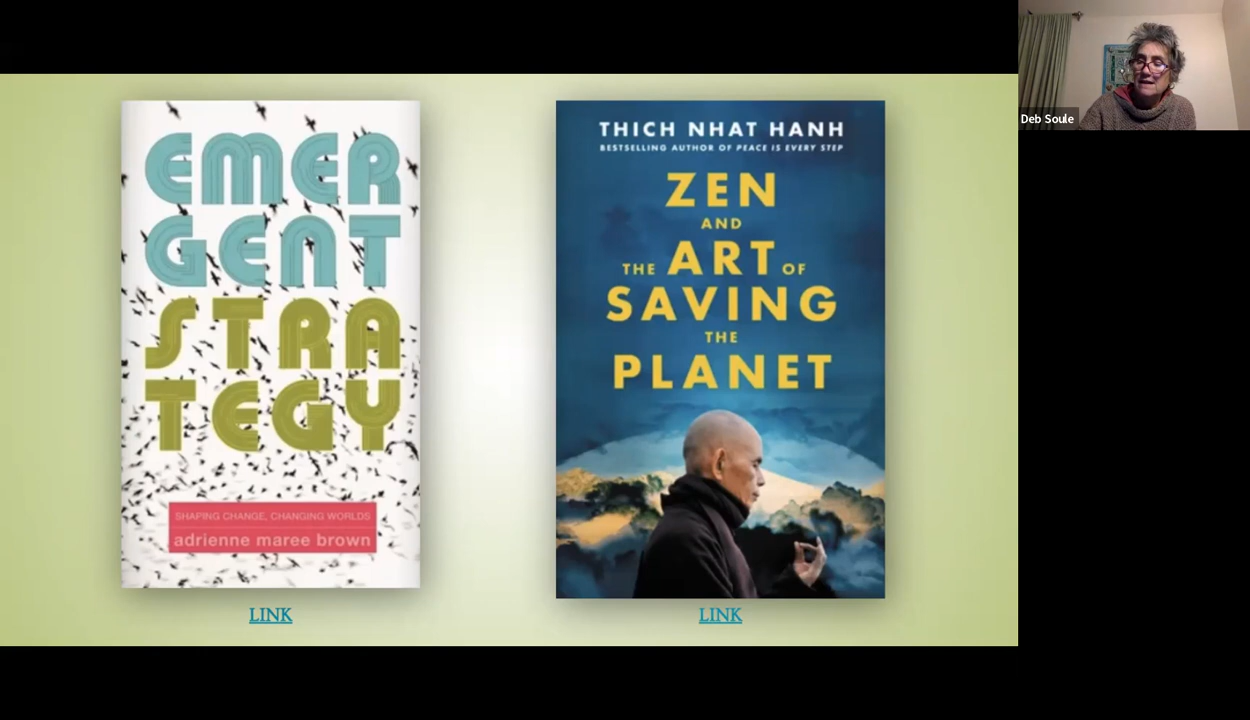 EMER
GENT
STRA
TEGY
SHAPING CHANGE, CHANGING WORLDS
adrienne maree brown
LINK
THICH NHAT HANH
BESTSELLING AUTHOR OF PEACE IS EVERY STEP
ZEN
AND
THE ART OF
SAVING
THE
PLANET
LINK
Deb Soule